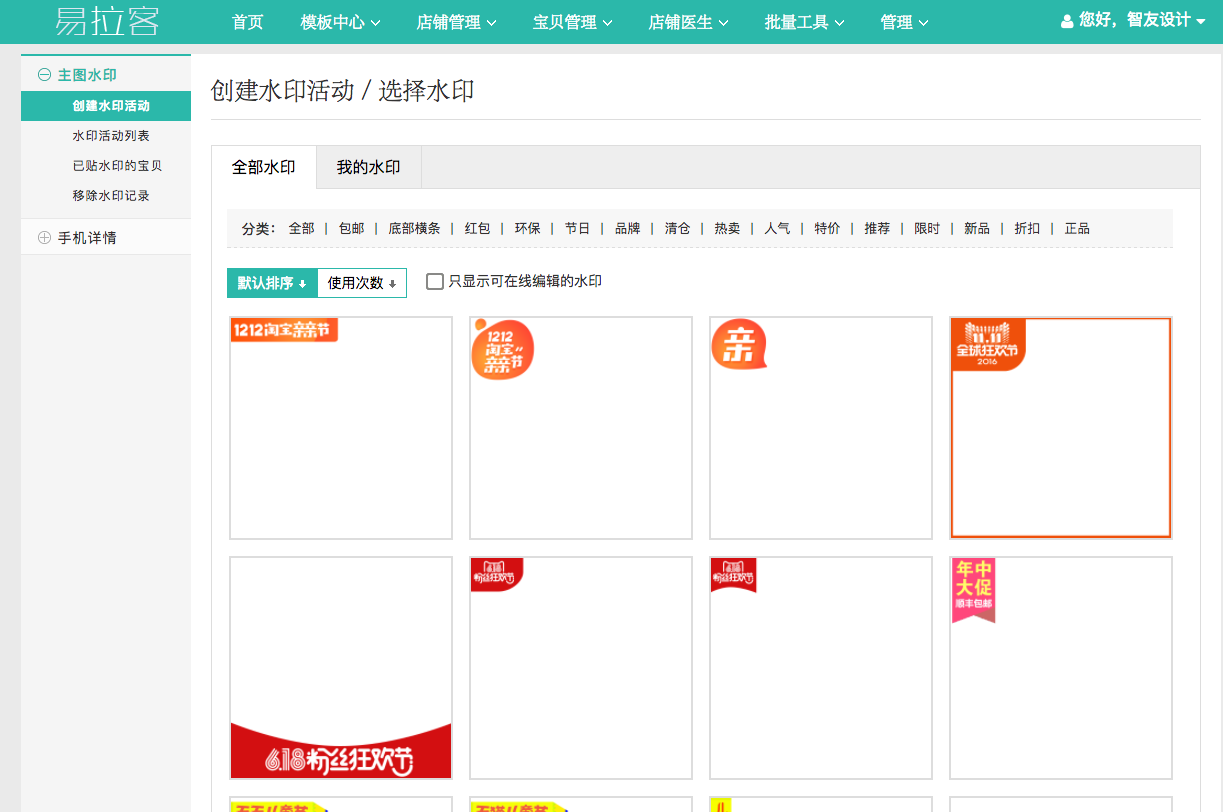 易拉客 首页 模板中心 店铺管理 宝贝管理 店铺医生 批量工具 管理 您好，智友设计
主图水印
创建水印活动
水印活动列表
已贴水印的宝贝
移除水印记录
手机详情
创建水印活动 / 选择水印
全部水印 我的水印
分类： 全部 | 包邮 | 底部横条 | 红包 | 环保 | 节日 | 品牌 | 清仓 | 热卖 | 人气 | 特价 | 推荐 | 限时 | 新品 | 折扣 | 正品
默认排序 使用次数 只显示可在线编辑的水印
1212淘宝亲亲节
1212
淘宝
亲亲节
亲
11.11
全球狂欢节
2016
618粉丝狂欢节
618
粉丝狂欢节
618
粉丝狂欢节
年中
大促
顺丰包邮